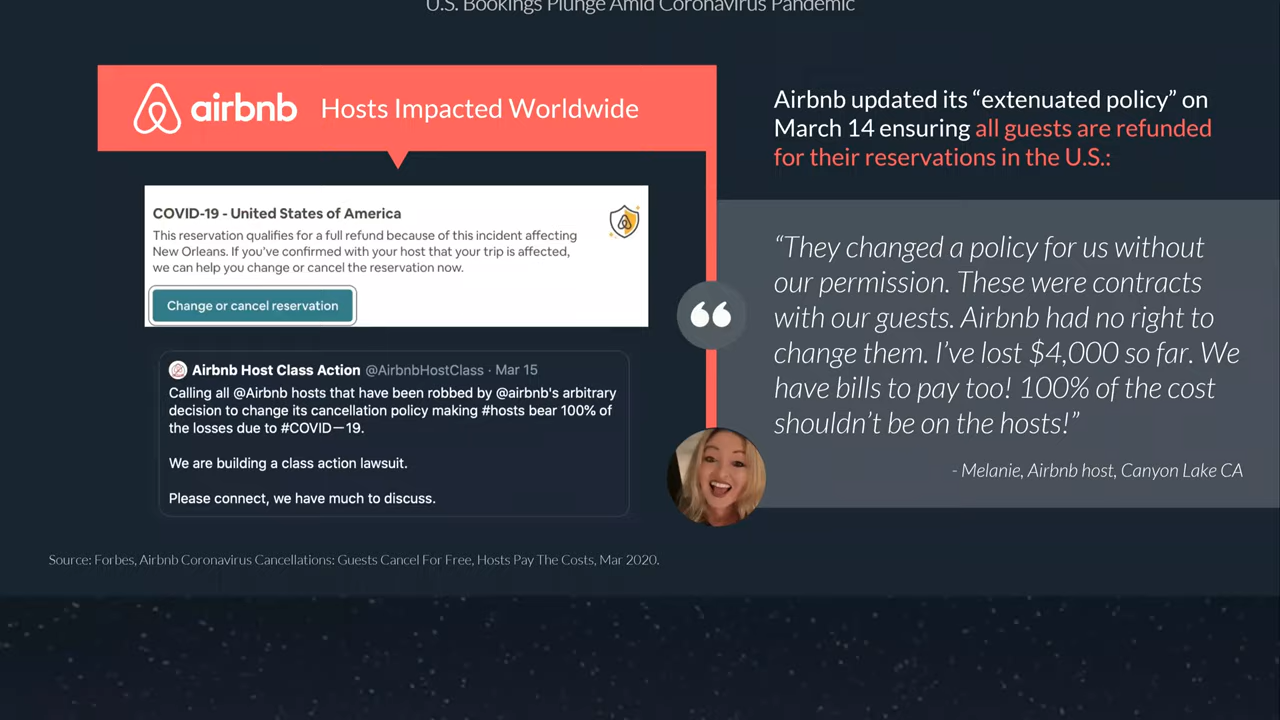 U.S. Bookings Plunge Amid Coronavirus Pandemic
airbnb Hosts Impacted Worldwide
COVID-19 - United States of America
This reservation qualifies for a full refund because of this incident affecting
New Orleans. If you've confirmed with your host that your trip is affected,
we can help you change or cancel the reservation now.
Change or cancel reservation
Airbnb Host Class Action @AirbnbHostClass · Mar 15
Calling all @Airbnb hosts that have been robbed by @airbnb's arbitrary
decision to change its cancellation policy making #hosts bear 100% of
the losses due to #COVID—19.
We are building a class action lawsuit.
Please connect, we have much to discuss.
Airbnb updated its “extenuated policy” on
March 14 ensuring all guests are refunded
for their reservations in the U.S.:
“They changed a policy for us without
our permission. These were contracts
with our guests. Airbnb had no right to
change them. I’ve lost $4,000 so far. We
have bills to pay too! 100% of the cost
shouldn’t be on the hosts!”
- Melanie, Airbnb host, Canyon Lake CA
Source: Forbes, Airbnb Coronavirus Cancellations: Guests Cancel For Free, Hosts Pay The Costs, Mar 2020.